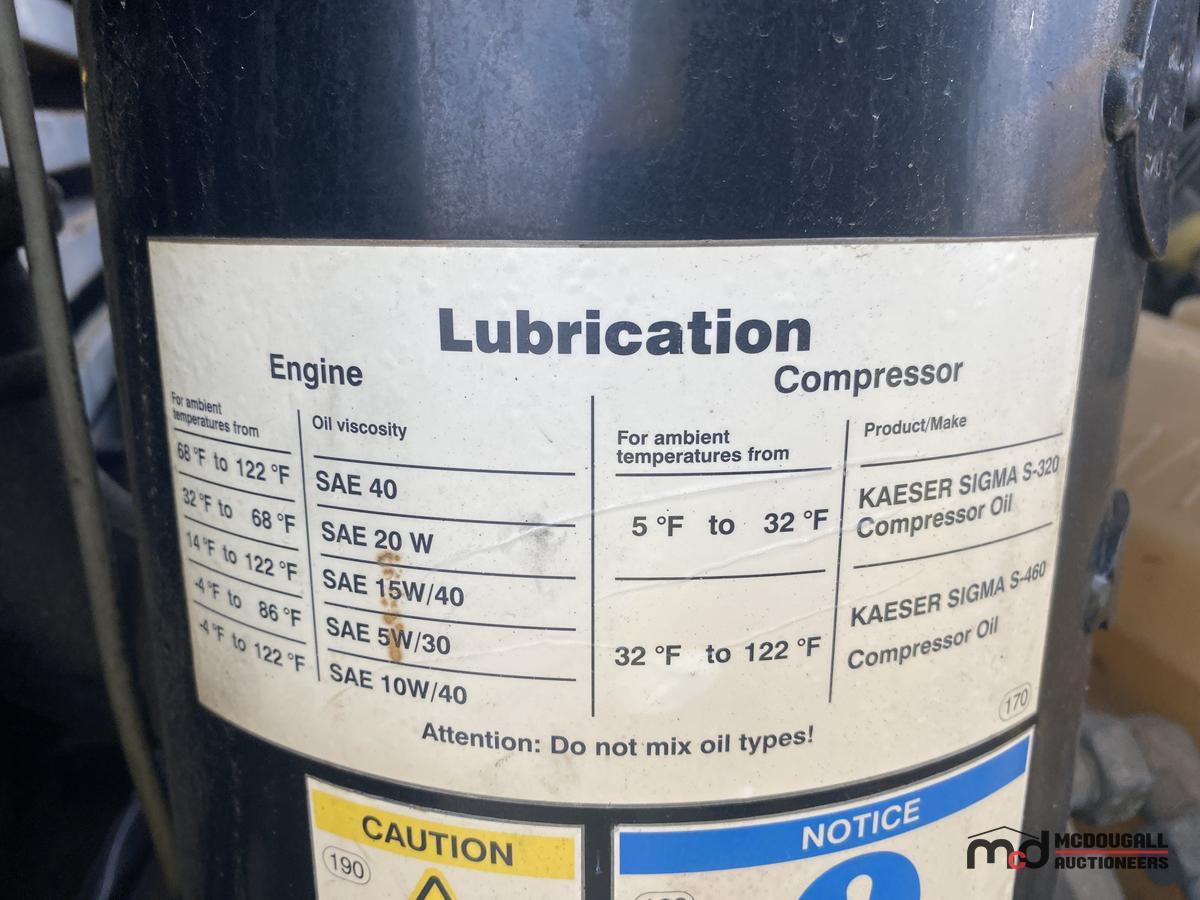 Lubrication
Engine
For ambient
temperatures from
Oil viscosity
68 °F to 122 °F
SAE 40
32 °F to 68 °F
SAE 20 W
14 °F to 122 °F
SAE 15W/40
-4 °F to 86 °F
SAE 5W/30
-4 °F to 122 °F
SAE 10W/40
Compressor
For ambient
temperatures from
Product/Make
5 °F to 32 °F
KAESER SIGMA S-320
Compressor Oil
32 °F to 122 °F
KAESER SIGMA S-460
Compressor Oil
170
Attention: Do not mix oil types!
CAUTION
190
NOTICE
mcd MCDOUGALL
AUCTIONEERS